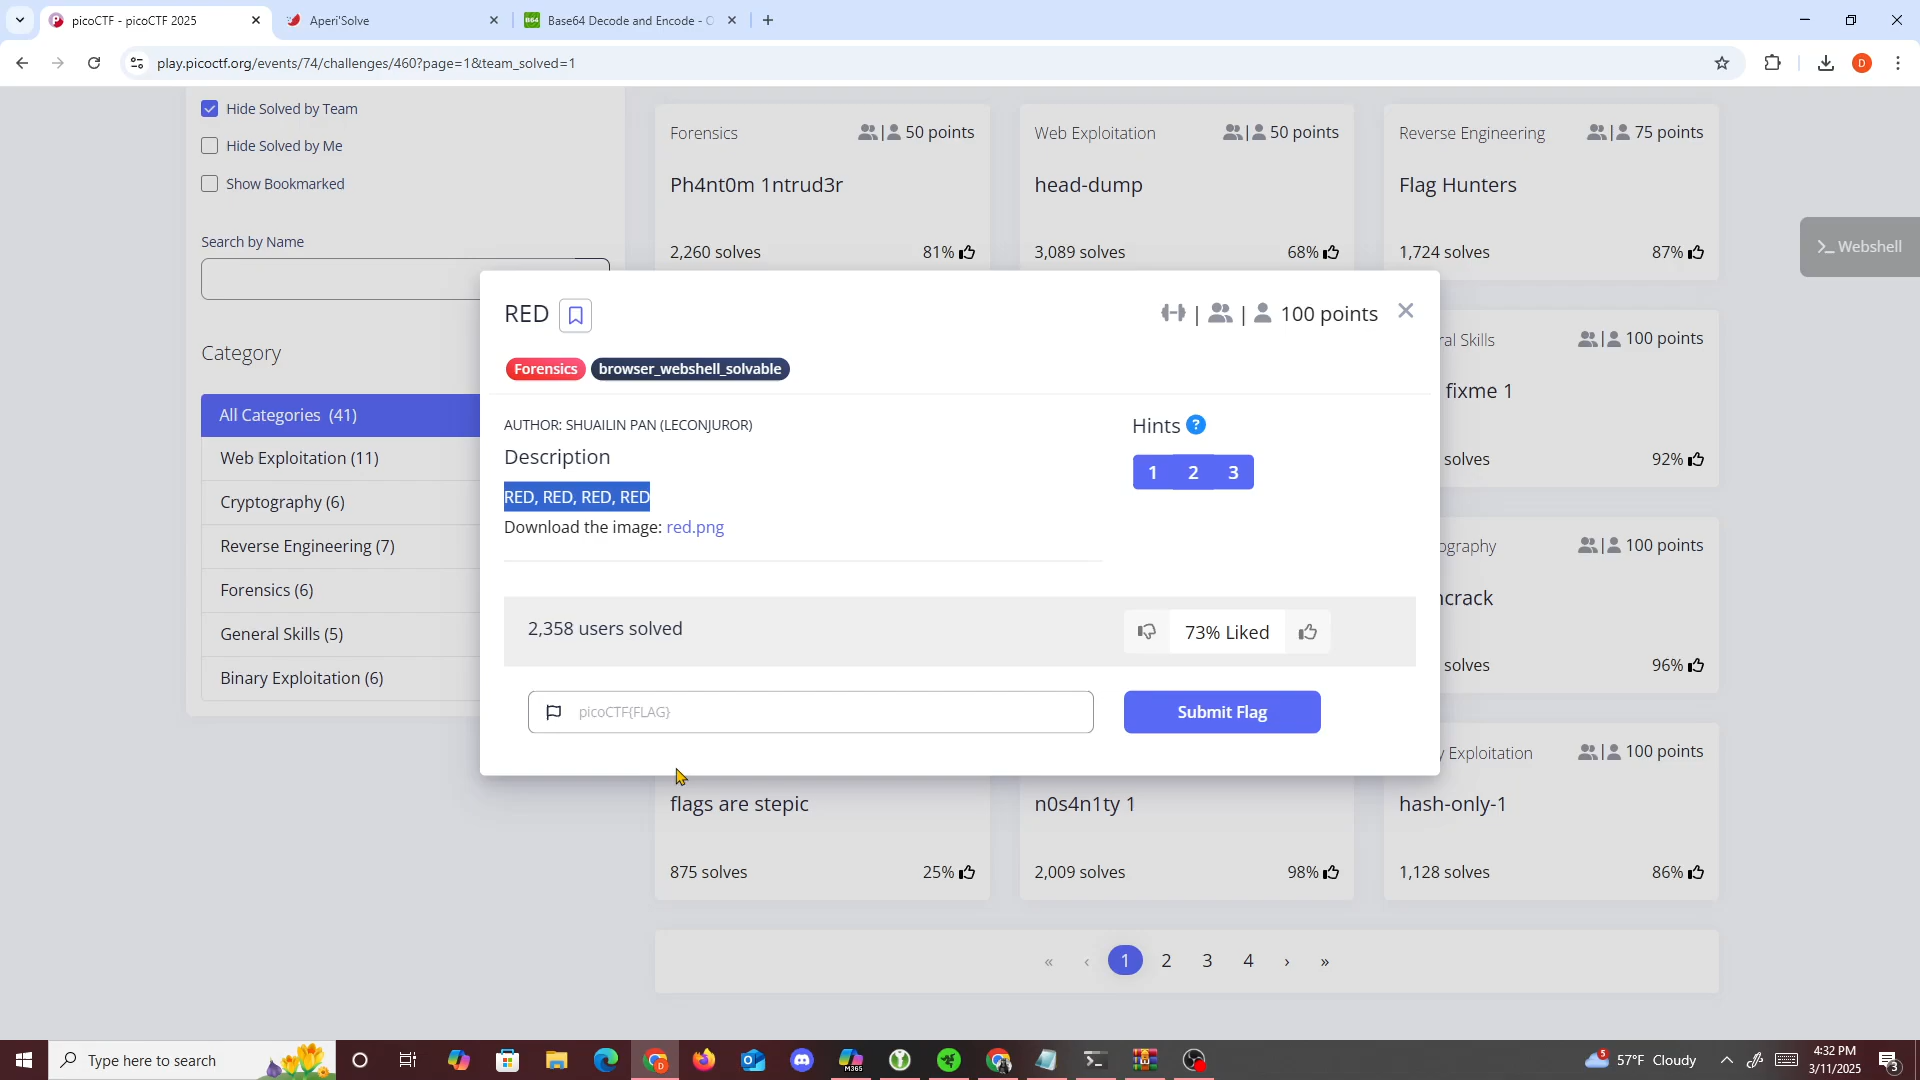 picoCTF - picoCTF 2025
Aperi'Solve
B64 Base64 Decode and Encode -
play.picoctf.org/events/74/challenges/460?page=1&team_solved=1
D
Hide Solved by Team
Hide Solved by Me
Show Bookmarked
Search by Name
Category
All Categories (41)
Web Exploitation (11)
Cryptography (6)
Reverse Engineering (7)
Forensics (6)
General Skills (5)
Binary Exploitation (6)
Forensics | 50 points
Ph4nt0m 1ntrud3r
2,260 solves 81%
Web Exploitation | 50 points
head-dump
3,089 solves 68%
Reverse Engineering | 75 points
Flag Hunters
1,724 solves 87%
>_ Webshell
RED
| | 100 points
Forensics browser_webshell_solvable
AUTHOR: SHUAILIN PAN (LECONJUROR)
Description
RED, RED, RED, RED
Download the image: red.png
Hints ?
1 2 3
2,358 users solved
73% Liked
picoCTF{FLAG}
Submit Flag
ral Skills | 100 points
fixme 1
solves 92%
ography | 100 points
crack
solves 96%
y Exploitation | 100 points
hash-only-1
1,128 solves 86%
flags are stepic
875 solves 25%
n0s4n1ty 1
2,009 solves 98%
« ‹ 1 2 3 4 › »
Type here to search
M365
5
57°F Cloudy
4:32 PM
3/11/2025
3